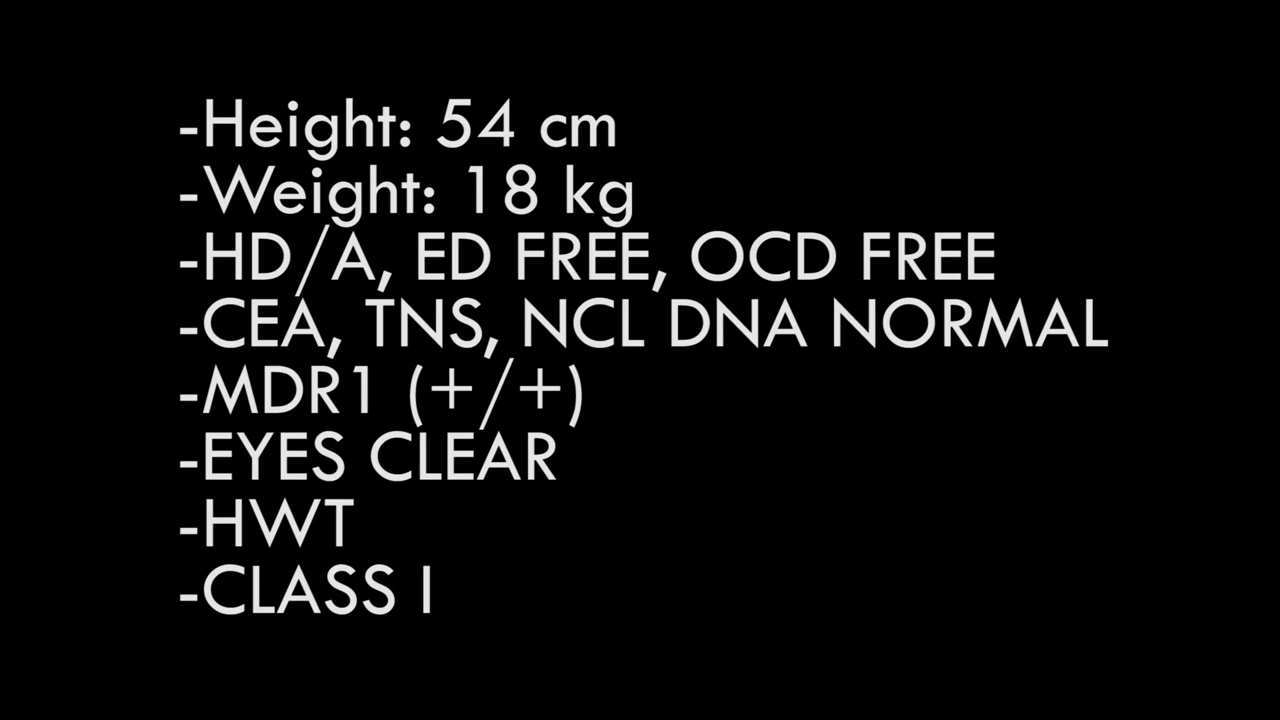 -Height: 54 cm
-Weight: 18 kg
-HD/A, ED FREE, OCD FREE
-CEA, TNS, NCL DNA NORMAL
-MDR1 (+/+)
-EYES CLEAR
-HWT
-CLASS I